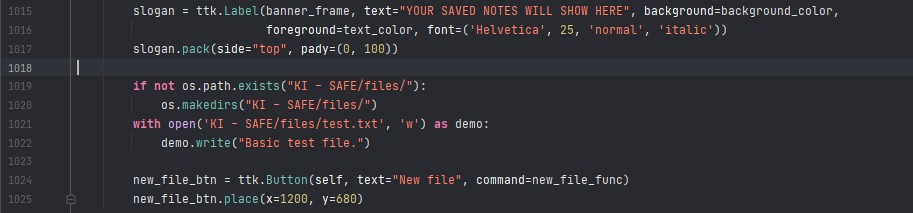 1015 slogan = ttk.Label(banner_frame, text="YOUR SAVED NOTES WILL SHOW HERE", background=background_color,
1016 foreground=text_color, font=('Helvetica', 25, 'normal', 'italic'))
1017 slogan.pack(side="top", pady=(0, 100))
1018
1019 if not os.path.exists("KI - SAFE/files/"):
1020 os.makedirs("KI - SAFE/files/")
1021 with open('KI - SAFE/files/test.txt', 'w') as demo:
1022 demo.write("Basic test file.")
1023
1024 new_file_btn = ttk.Button(self, text="New file", command=new_file_func)
1025 new_file_btn.place(x=1200, y=680)